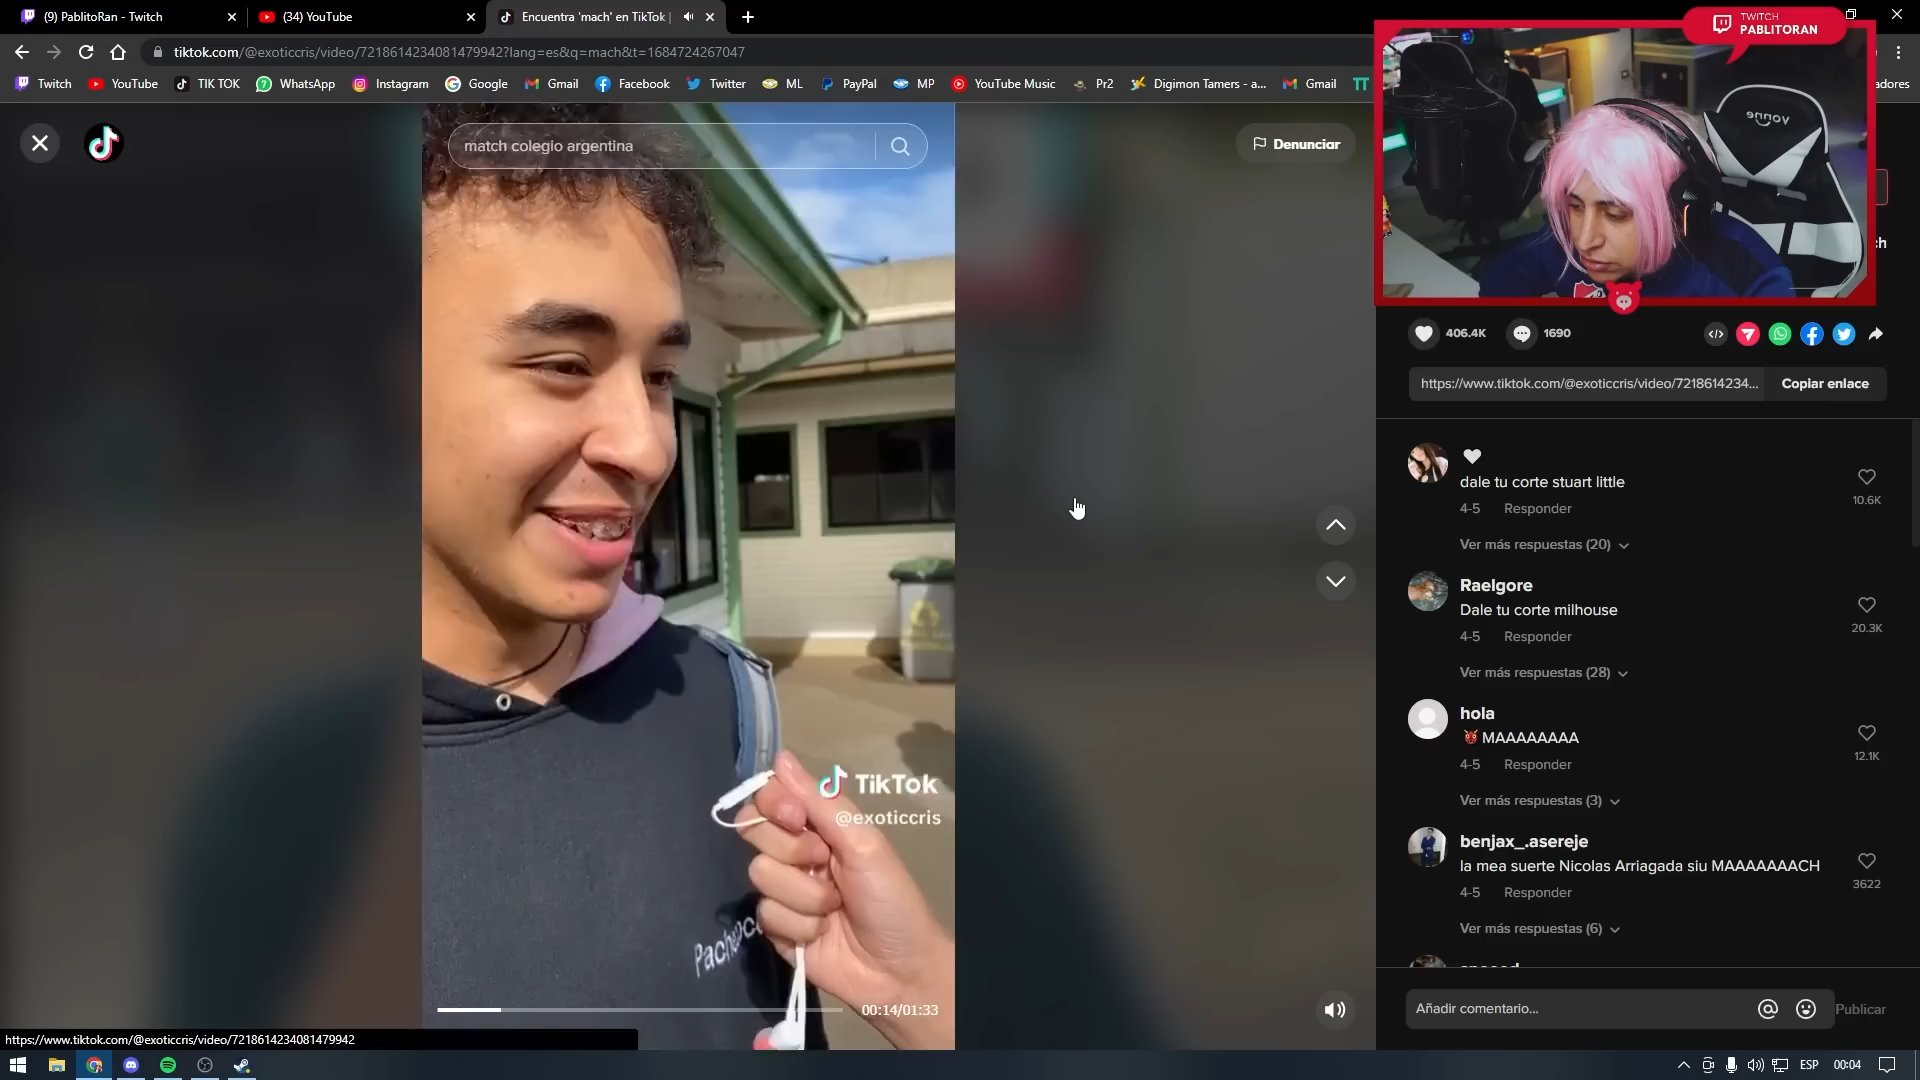 (9) PablitoRan - Twitch
(34) YouTube
Encuentra 'mach' en TikTok |
tiktok.com/@exoticcris/video/7218614234081479942?lang=es&q=mach&t=1684724267047
Twitch
YouTube
TIK TOK
WhatsApp
Instagram
Google
Gmail
Facebook
Twitter
ML
PayPal
MP
YouTube Music
Pr2
Digimon Tamers - a...
Gmail
TT
adores
TWITCH
PABLITORAN
vonne
match colegio argentina
Denunciar
ch
406.4K
1690
https://www.tiktok.com/@exoticcris/video/7218614234...
Copiar enlace
dale tu corte stuart little
4-5 Responder
10.6K
Ver más respuestas (20)
Raelgore
Dale tu corte milhouse
20.3K
4-5 Responder
Ver más respuestas (28)
hola
👹 MAAAAAAAA
12.1K
4-5 Responder
Ver más respuestas (3)
benjax_.asereje
la mea suerte Nicolas Arriagada siu MAAAAAAACH
3622
4-5 Responder
Ver más respuestas (6)
TikTok
@exoticcris
00:14/01:33
Añadir comentario...
Publicar
https://www.tiktok.com/@exoticcris/video/7218614234081479942
ESP
00:04